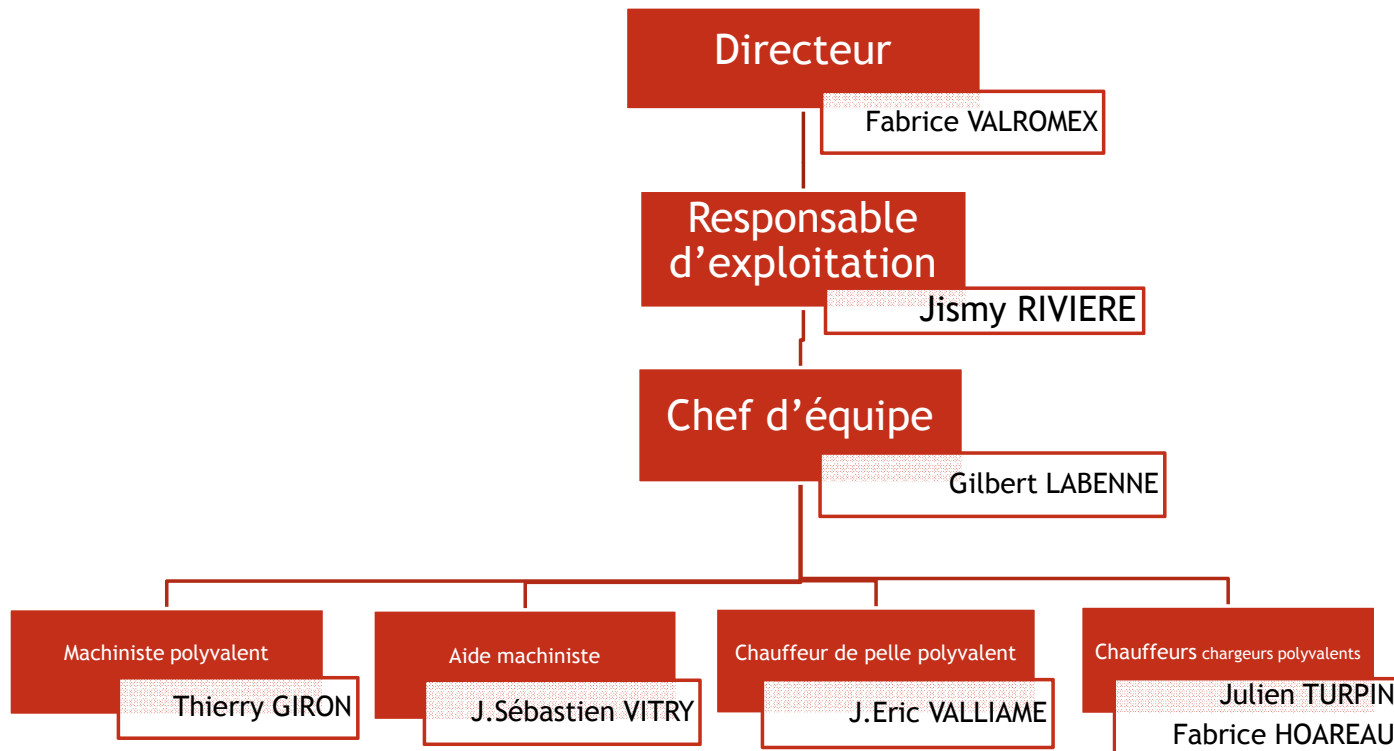 Directeur
Fabrice VALROMEX
Responsable
d’exploitation
Jismy RIVIERE
Chef d’équipe
Gilbert LABENNE
Machiniste polyvalent
Thierry GIRON
Aide machiniste
J.Sébastien VITRY
Chauffeur de pelle polyvalent
J.Eric VALLIAME
Chauffeurs chargeurs polyvalents
Julien TURPIN
Fabrice HOAREAU